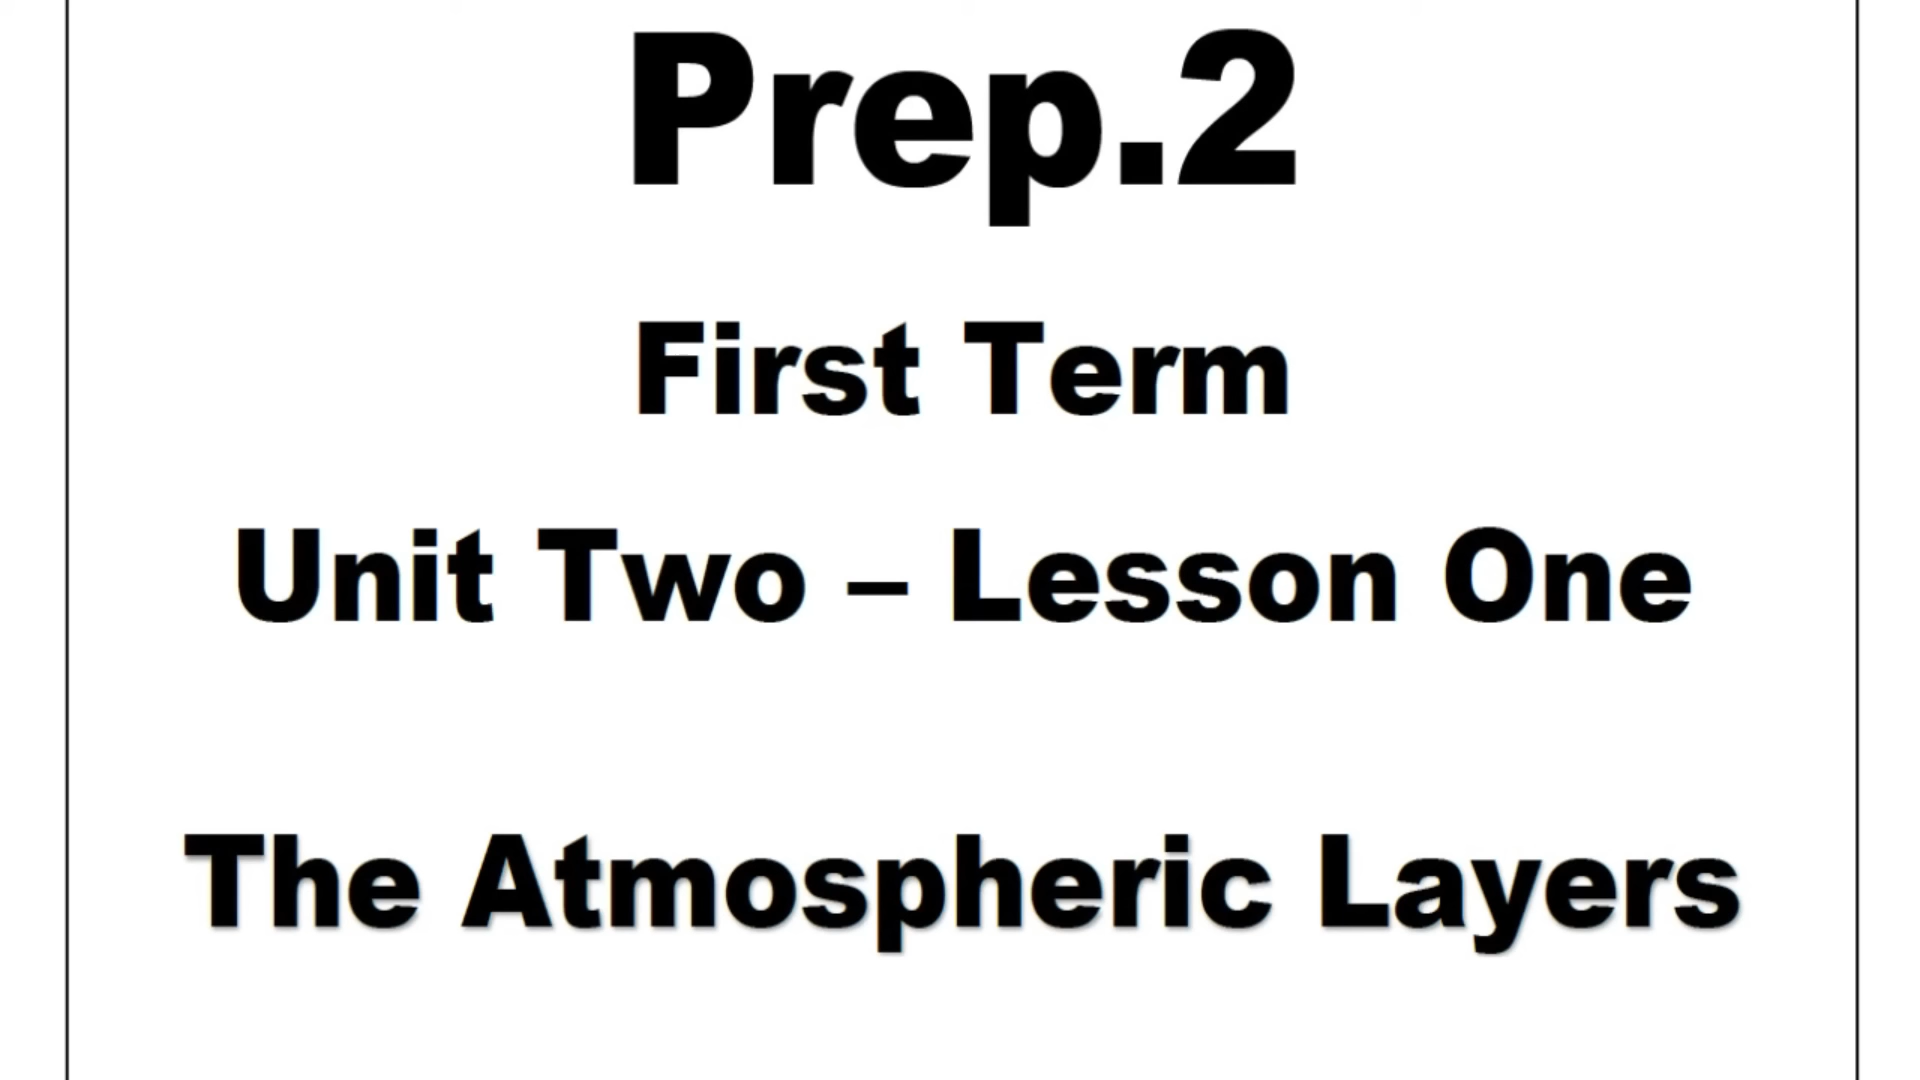 Prep.2
First Term
Unit Two – Lesson One
The Atmospheric Layers